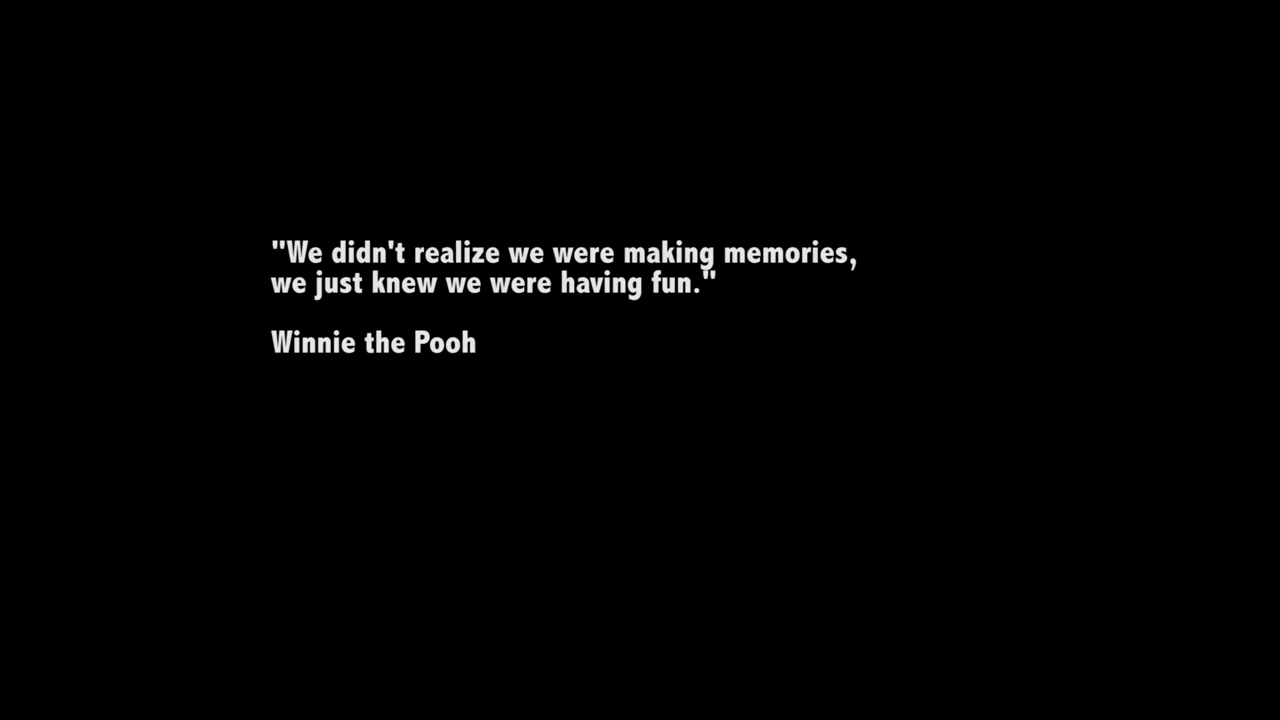 "We didn't realize we were making memories,
we just knew we were having fun."
Winnie the Pooh